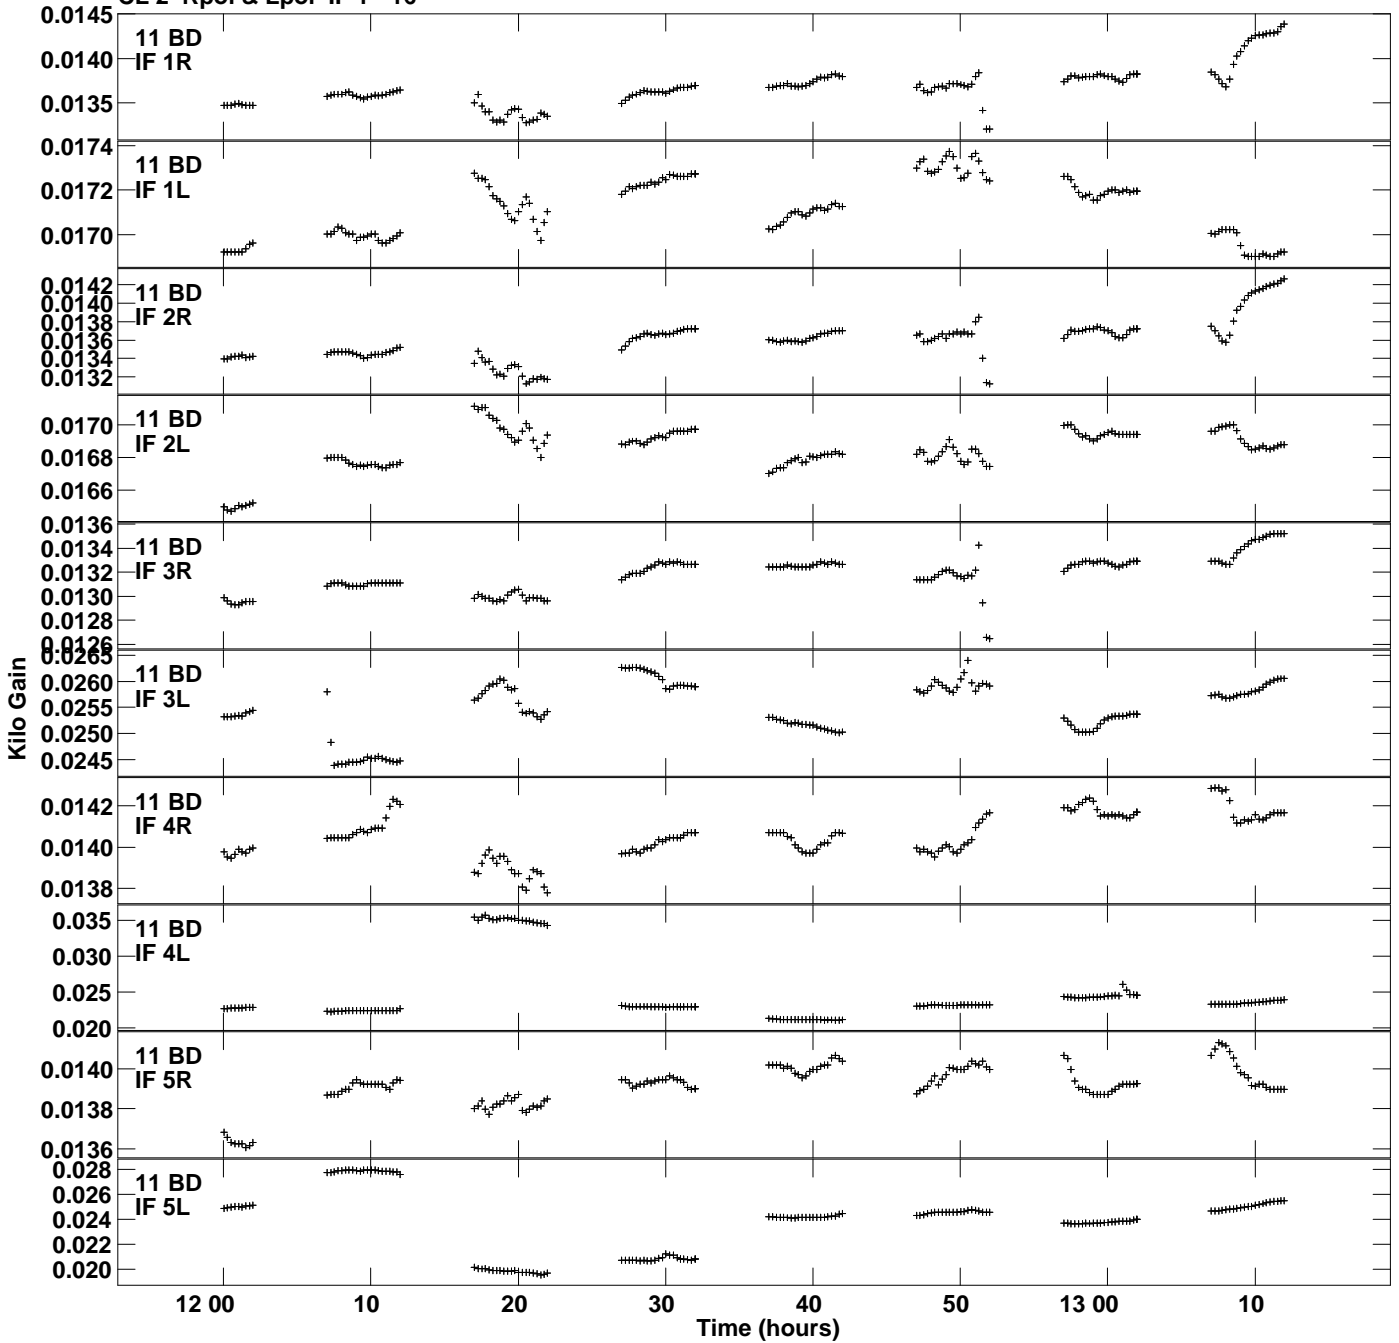 CL 2 Rpol & Lpol IF 1 - 16
0.0145
0.0140
0.0135
11 BD
IF 1R
0.0174
0.0172
0.0170
11 BD
IF 1L
0.0142
0.0140
0.0138
0.0136
0.0134
0.0132
11 BD
IF 2R
0.0170
0.0168
0.0166
11 BD
IF 2L
0.0136
0.0134
0.0132
0.0130
0.0128
0.0126
11 BD
IF 3R
0.0265
0.0260
0.0255
0.0250
0.0245
11 BD
IF 3L
0.0142
0.0140
0.0138
11 BD
IF 4R
0.035
0.030
0.025
0.020
11 BD
IF 4L
0.0140
0.0138
0.0136
11 BD
IF 5R
0.028
0.026
0.024
0.022
0.020
11 BD
IF 5L
Kilo Gain
12 00 10 20 30 40 50 13 00 10
Time (hours)